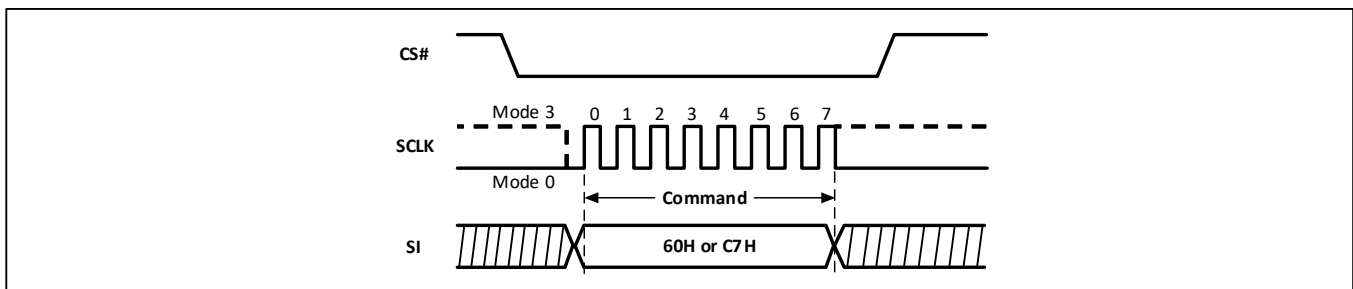 CS#
Mode 3 0 1 2 3 4 5 6 7
SCLK
Mode 0
Command
SI 60H or C7H